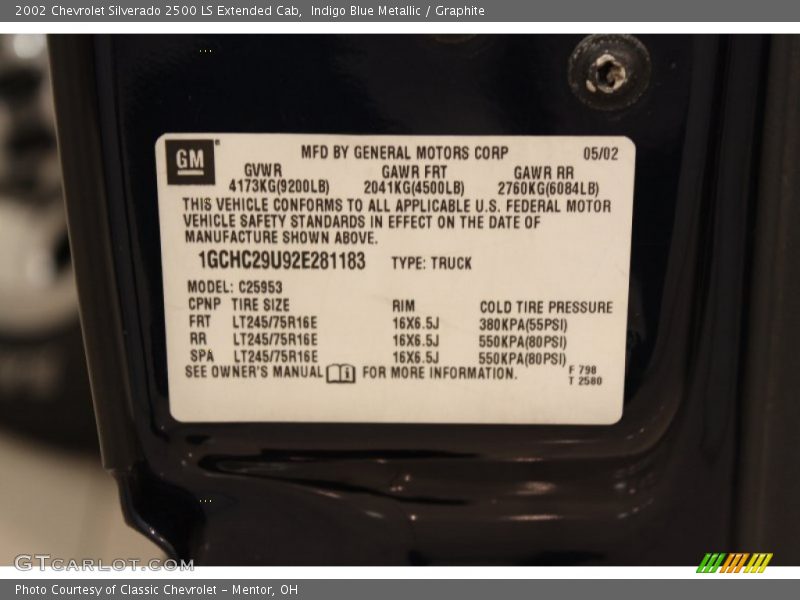 2002 Chevrolet Silverado 2500 LS Extended Cab,  Indigo Blue Metallic / Graphite
GM MFD BY GENERAL MOTORS CORP 05/02
GVWR GAWR FRT GAWR RR
4173KG(9200LB) 2041KG(4500LB) 2760KG(6084LB)
THIS VEHICLE CONFORMS TO ALL APPLICABLE U.S. FEDERAL MOTOR
VEHICLE SAFETY STANDARDS IN EFFECT ON THE DATE OF
MANUFACTURE SHOWN ABOVE.
1GCHC29U92E281183 TYPE: TRUCK
MODEL: C25953
CPNP TIRE SIZE RIM COLD TIRE PRESSURE
FRT LT245/75R16E 16X6.5J 380KPA(55PSI)
RR LT245/75R16E 16X6.5J 550KPA(80PSI)
SPA LT245/75R16E 16X6.5J 550KPA(80PSI)
SEE OWNER'S MANUAL FOR MORE INFORMATION.
F 798
T 2580
GTCARLOT.COM
Photo Courtesy of Classic Chevrolet - Mentor, OH